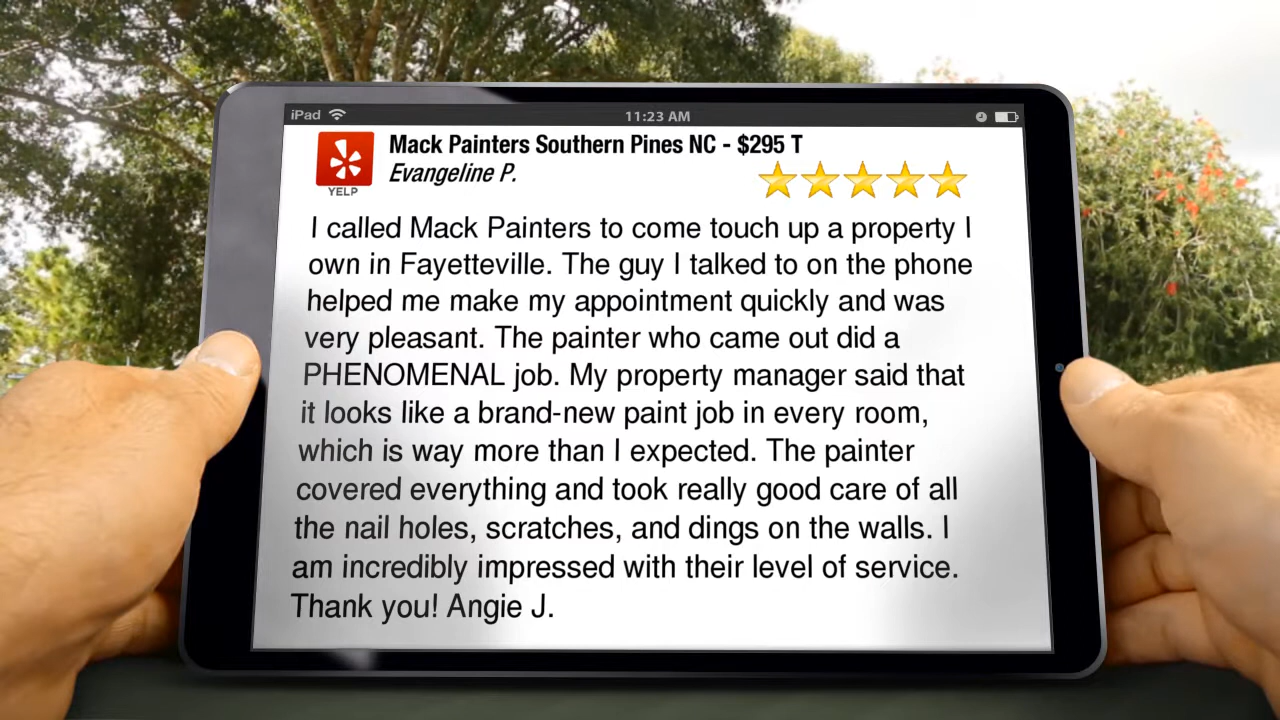 iPad 11:23 AM
Mack Painters Southern Pines NC - $295 T
Evangeline P.
YELP
I called Mack Painters to come touch up a property I
own in Fayetteville. The guy I talked to on the phone
helped me make my appointment quickly and was
very pleasant. The painter who came out did a
PHENOMENAL job. My property manager said that
it looks like a brand-new paint job in every room,
which is way more than I expected. The painter
covered everything and took really good care of all
the nail holes, scratches, and dings on the walls. I
am incredibly impressed with their level of service.
Thank you! Angie J.